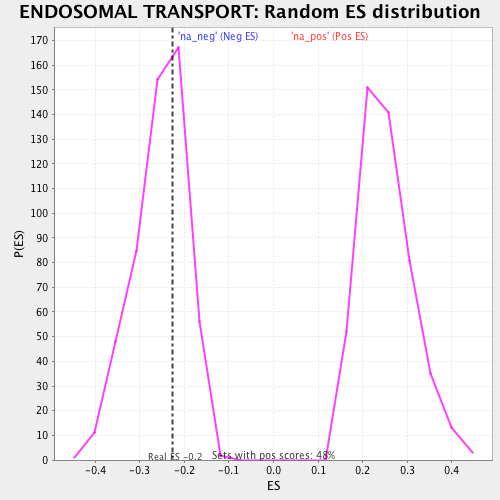 ENDOSOMAL TRANSPORT: Random ES distribution
'na_neg' (Neg ES)
'na_pos' (Pos ES)
170
160
150
140
130
120
110
100
90
80
70
60
50
40
30
20
10
0
P(ES)
Real ES -0.2
Sets with pos scores: 48%
-0.4 -0.3 -0.2 -0.1 0.0 0.1 0.2 0.3 0.4
ES